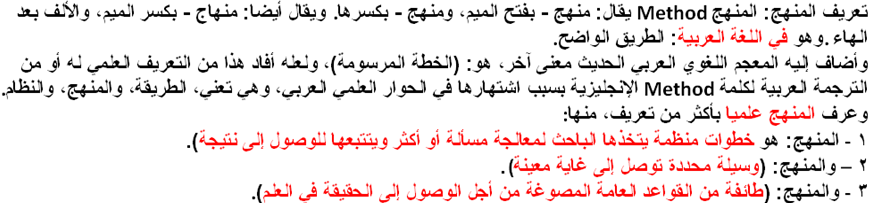 تعريف المنهج: المنهج Method يقال: منهج - بفتح الميم، ومنهج - بكسرها. ويقال أيضا: منهاج - بكسر الميم، والألف بعد
الهاء .وهو في اللغة العربية: الطريق الواضح.
وأضاف إليه المعجم اللغوي العربي الحديث معنى آخر، هو: (الخطة المرسومة)، ولعله أفاد هذا من التعريف العلمي له أو من
الترجمة العربية لكلمة Method الإنجليزية بسبب اشتهارها في الحوار العلمي العربي، وهي تعني، الطريقة، والمنهج، والنظام.
وعرف المنهج علميا بأكثر من تعريف، منها:
١ - المنهج: هو خطوات منظمة يتخذها الباحث لمعالجة مسألة أو أكثر ويتتبعها للوصول إلى نتيجة).
٢ – والمنهج: (وسيلة محددة توصل إلى غاية معينة).
٣ - والمنهج: (طائفة من القواعد العامة المصوغة من أجل الوصول إلى الحقيقة في العلم).